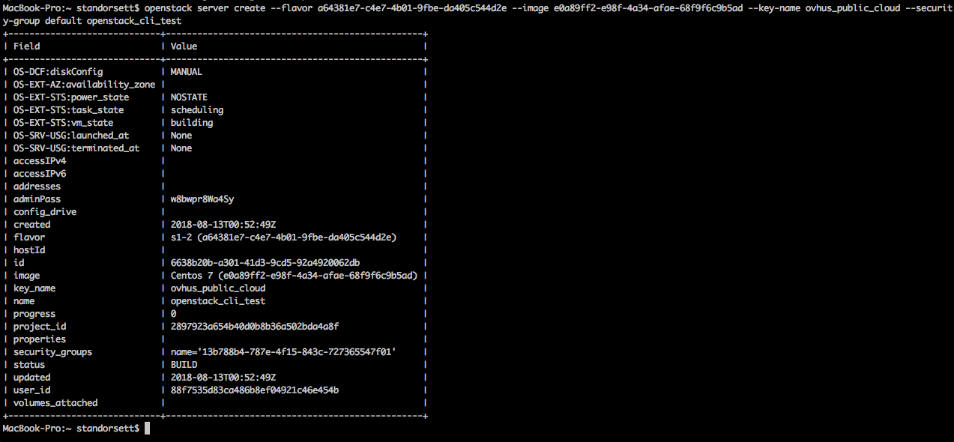 MacBook-Pro:~ standorsett$ openstack server create --flavor a64381e7-c4e7-4b01-9fbe-da405c544d2e --image e0a89ff2-e98f-4a34-afae-68f9f6c9b5ad --key-name ovhus_public_cloud --securit
y-group default openstack_cli_test
+-----------------------------+-------------------------------------------------+
| Field                       | Value                                           |
+-----------------------------+-------------------------------------------------+
| OS-DCF:diskConfig           | MANUAL                                          |
| OS-EXT-AZ:availability_zone |                                                 |
| OS-EXT-STS:power_state      | NOSTATE                                         |
| OS-EXT-STS:task_state       | scheduling                                      |
| OS-EXT-STS:vm_state         | building                                        |
| OS-SRV-USG:launched_at      | None                                            |
| OS-SRV-USG:terminated_at    | None                                            |
| accessIPv4                  |                                                 |
| accessIPv6                  |                                                 |
| addresses                   |                                                 |
| adminPass                   | w8bwpr8Wa4Sy                                    |
| config_drive                |                                                 |
| created                     | 2018-08-13T00:52:49Z                            |
| flavor                      | s1-2 (a64381e7-c4e7-4b01-9fbe-da405c544d2e)     |
| hostId                      |                                                 |
| id                          | 6638b20b-a301-41d3-9cd5-92a4920062db            |
| image                       | Centos 7 (e0a89ff2-e98f-4a34-afae-68f9f6c9b5ad) |
| key_name                    | ovhus_public_cloud                              |
| name                        | openstack_cli_test                              |
| progress                    | 0                                               |
| project_id                  | 2897923a654b40d0b8b36a502bda4a8f                |
| properties                  |                                                 |
| security_groups             | name='13b788b4-787e-4f15-843c-727365547f01'     |
| status                      | BUILD                                           |
| updated                     | 2018-08-13T00:52:49Z                            |
| user_id                     | 88f7535d83ca486b8ef04921c46e454b                |
| volumes_attached            |                                                 |
+-----------------------------+-------------------------------------------------+
MacBook-Pro:~ standorsett$